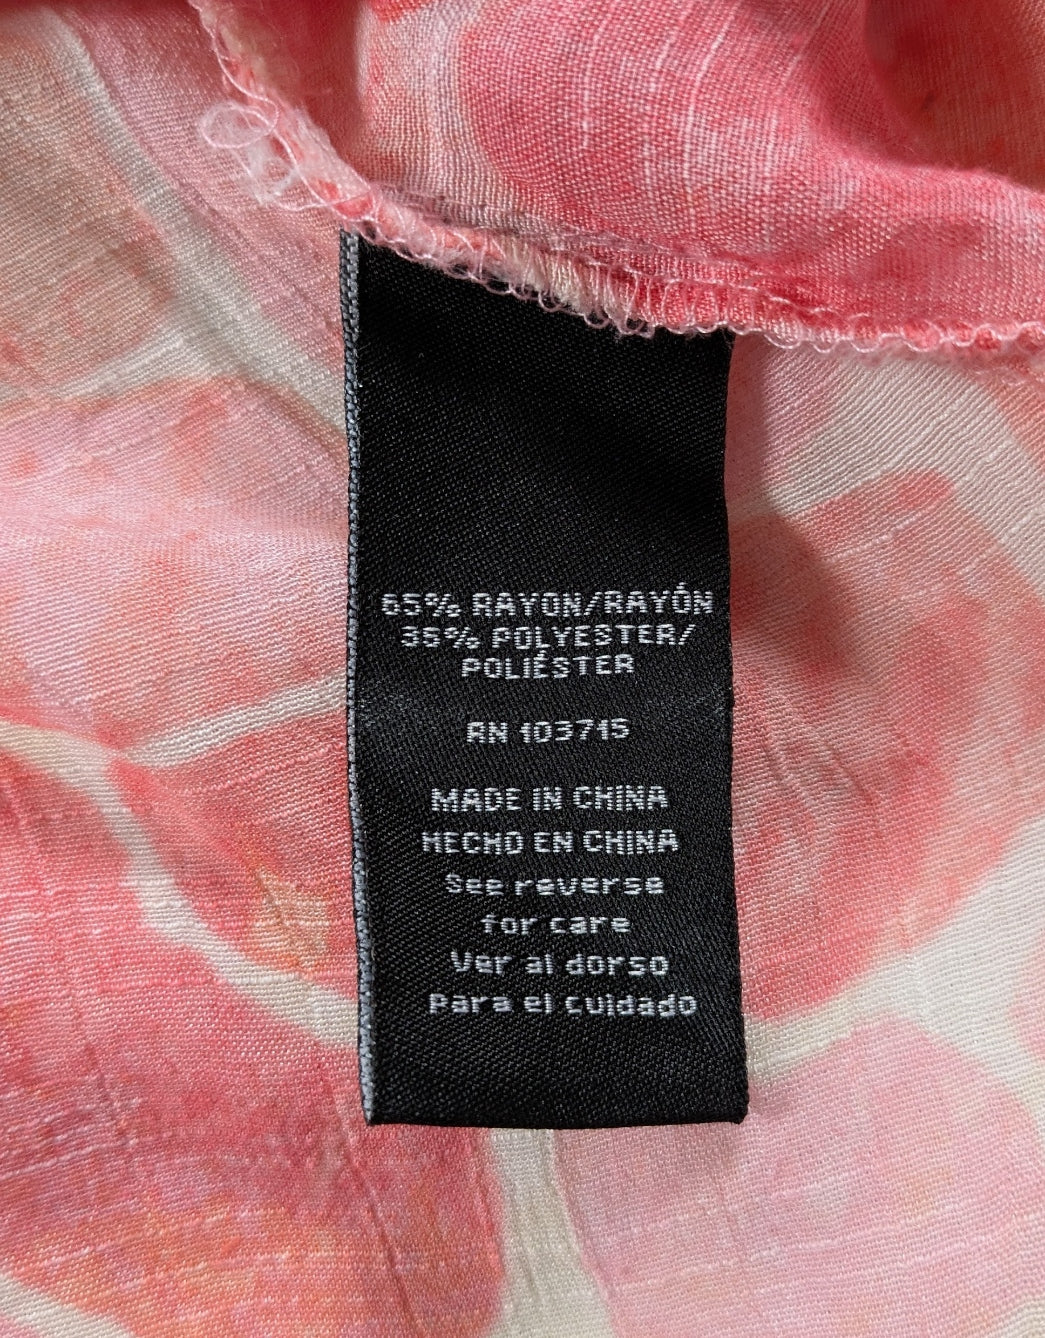 65% RAYON/RAYÓN
35% POLYESTER/
POLIÉSTER
RN 103715
MADE IN CHINA
HECHO EN CHINA
See reverse
for care
Ver al dorso
Para el cuidado